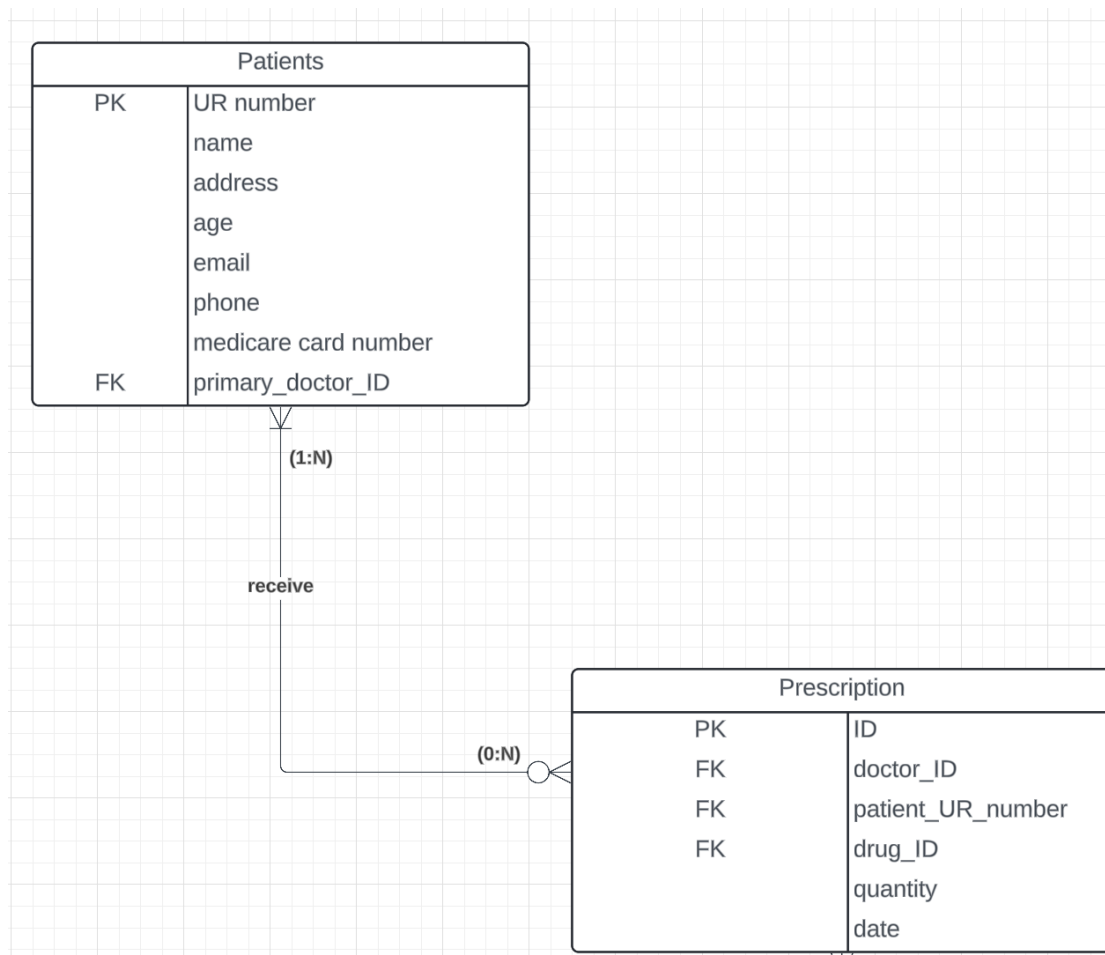 Patients
PK UR number
name
address
age
email
phone
medicare card number
FK primary_doctor_ID
(1:N)
receive
(0:N)
Prescription
PK ID
FK doctor_ID
FK patient_UR_number
FK drug_ID
quantity
date